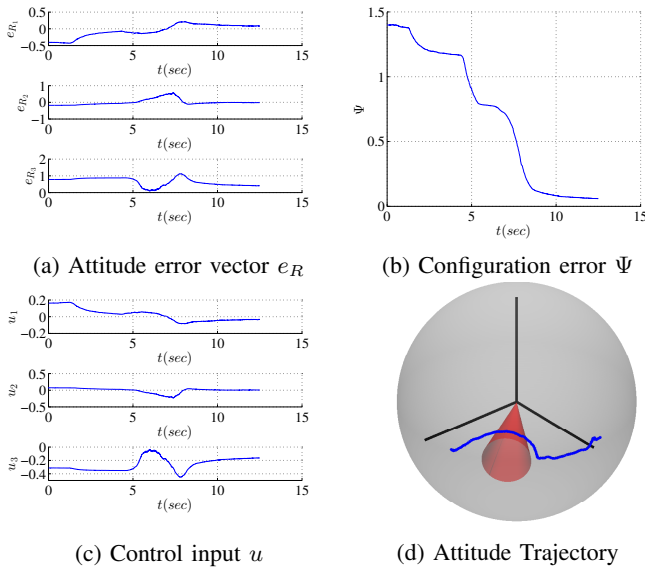 0.5
0
−0.5
e_{R_1}
0 5 10 15
t(sec)
1
0
−1
e_{R_2}
0 5 10 15
t(sec)
2
1
0
e_{R_3}
0 5 10 15
t(sec)
(a) Attitude error vector e_R
1.5
1
0.5
0
Ψ
0 5 10 15
t(sec)
(b) Configuration error Ψ
0.2
0
−0.2
u_1
0 5 10 15
t(sec)
0.5
0
−0.5
u_2
0 5 10 15
t(sec)
0
−0.2
−0.4
u_3
0 5 10 15
t(sec)
(c) Control input u
(d) Attitude Trajectory